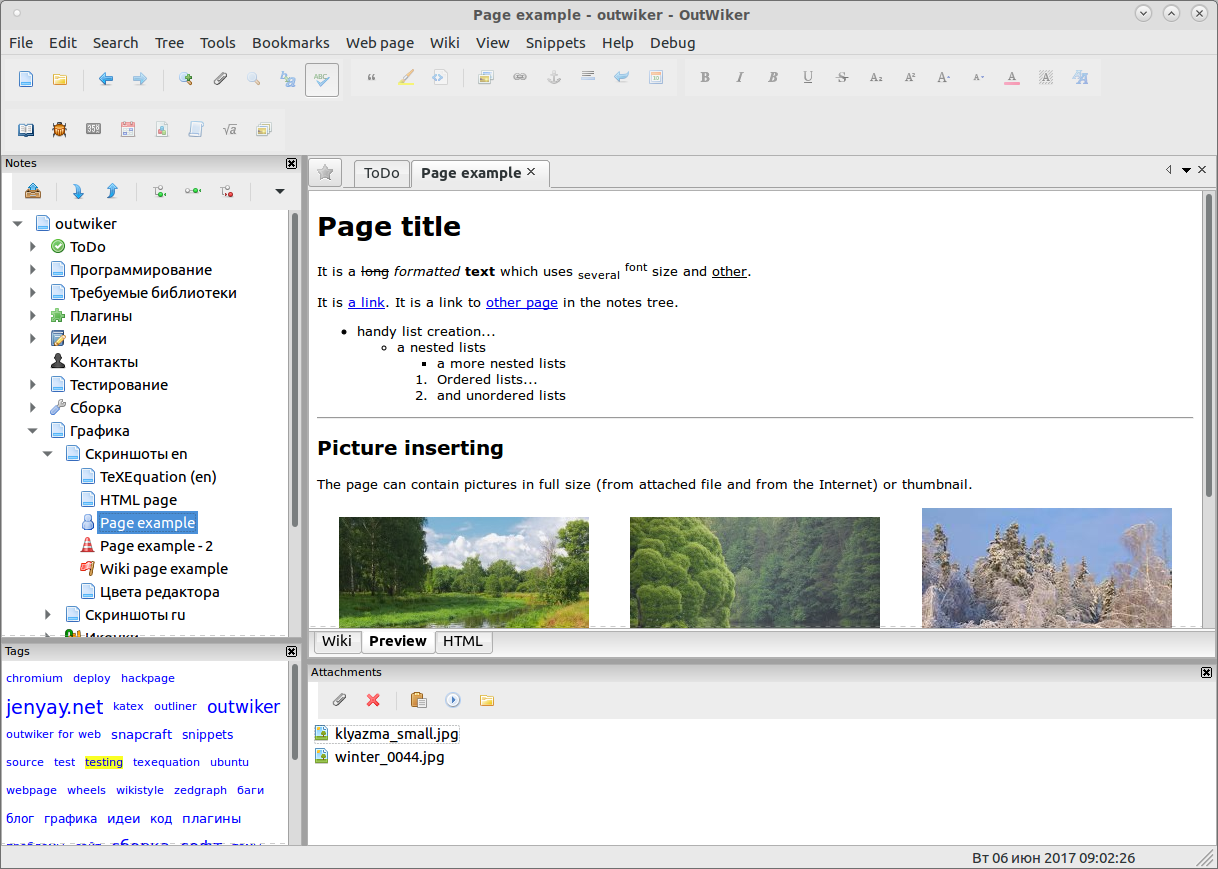 Page example - outwiker - OutWiker
File Edit Search Tree Tools Bookmarks Web page Wiki View Snippets Help Debug
Notes
outwiker
ToDo
Программирование
Требуемые библиотеки
Плагины
Идеи
Контакты
Тестирование
Сборка
Графика
Скриншоты en
TeXEquation (en)
HTML page
Page example
Page example - 2
Wiki page example
Цвета редактора
Скриншоты ru
Tags
chromium deploy hackpage
jenyay.net katex outliner outwiker
outwiker for web snapcraft snippets
source test testing texequation ubuntu
webpage wheels wikistyle zedgraph баги
блог графика идеи код плагины
ToDo Page example
Page title
It is a long formatted text which uses several font size and other.
It is a link. It is a link to other page in the notes tree.
handy list creation...
a nested lists
a more nested lists
1. Ordered lists...
2. and unordered lists
Picture inserting
The page can contain pictures in full size (from attached file and from the Internet) or thumbnail.
Wiki Preview HTML
Attachments
klyazma_small.jpg
winter_0044.jpg
Вт 06 июн 2017 09:02:26